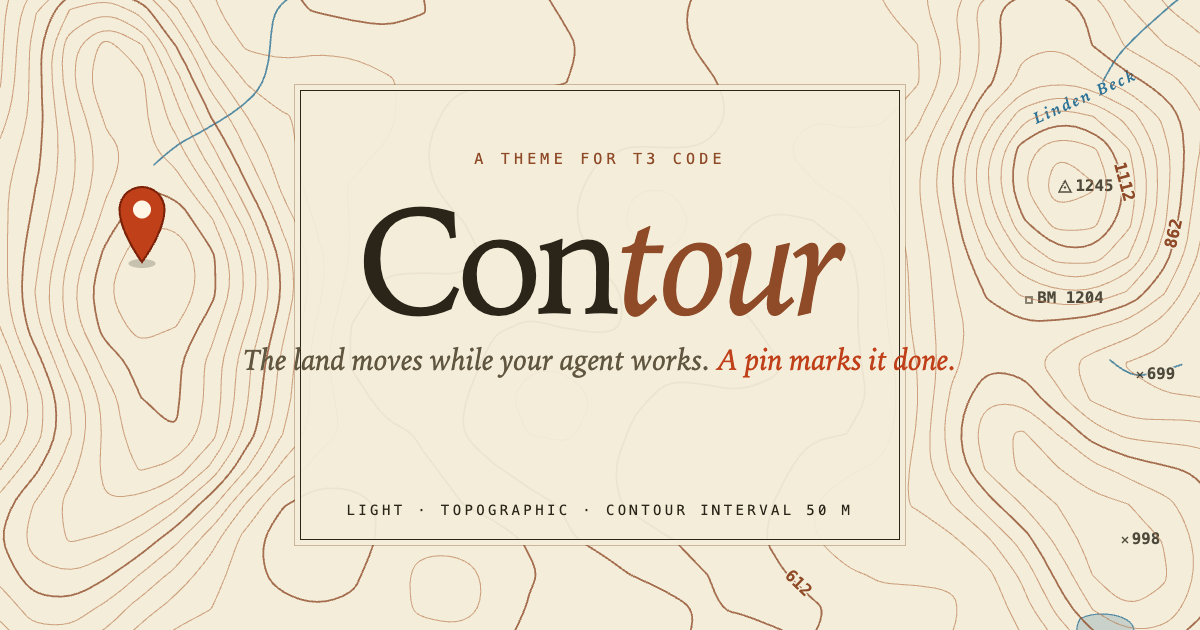 A THEME FOR T3 CODE
Contour
The land moves while your agent works. A pin marks it done.
LIGHT · TOPOGRAPHIC · CONTOUR INTERVAL 50 M
Linden Beck
1245
1112
862
BM 1204
×699
×998
612